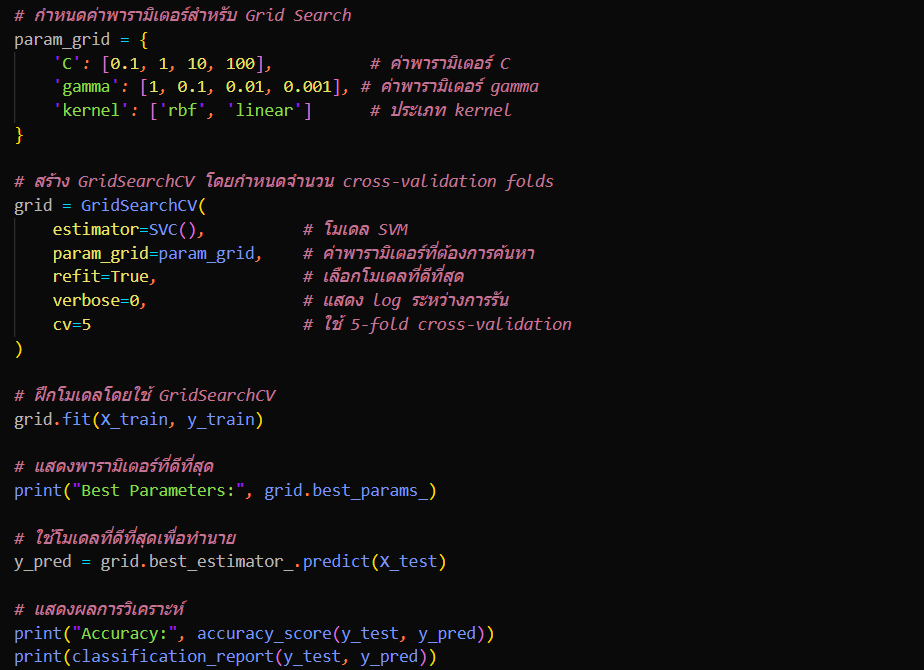 # กำหนดค่าพารามิเตอร์สำหรับ Grid Search
param_grid = {
    'C': [0.1, 1, 10, 100],          # ค่าพารามิเตอร์ C
    'gamma': [1, 0.1, 0.01, 0.001], # ค่าพารามิเตอร์ gamma
    'kernel': ['rbf', 'linear']      # ประเภท kernel
}

# สร้าง GridSearchCV โดยกำหนดจำนวน cross-validation folds
grid = GridSearchCV(
    estimator=SVC(),          # โมเดล SVM
    param_grid=param_grid,    # ค่าพารามิเตอร์ที่ต้องการค้นหา
    refit=True,               # เลือกโมเดลที่ดีที่สุด
    verbose=0,                # แสดง log ระหว่างการรัน
    cv=5                      # ใช้ 5-fold cross-validation
)

# ฝึกโมเดลโดยใช้ GridSearchCV
grid.fit(X_train, y_train)

# แสดงพารามิเตอร์ที่ดีที่สุด
print("Best Parameters:", grid.best_params_)

# ใช้โมเดลที่ดีที่สุดเพื่อทำนาย
y_pred = grid.best_estimator_.predict(X_test)

# แสดงผลการวิเคราะห์
print("Accuracy:", accuracy_score(y_test, y_pred))
print(classification_report(y_test, y_pred))